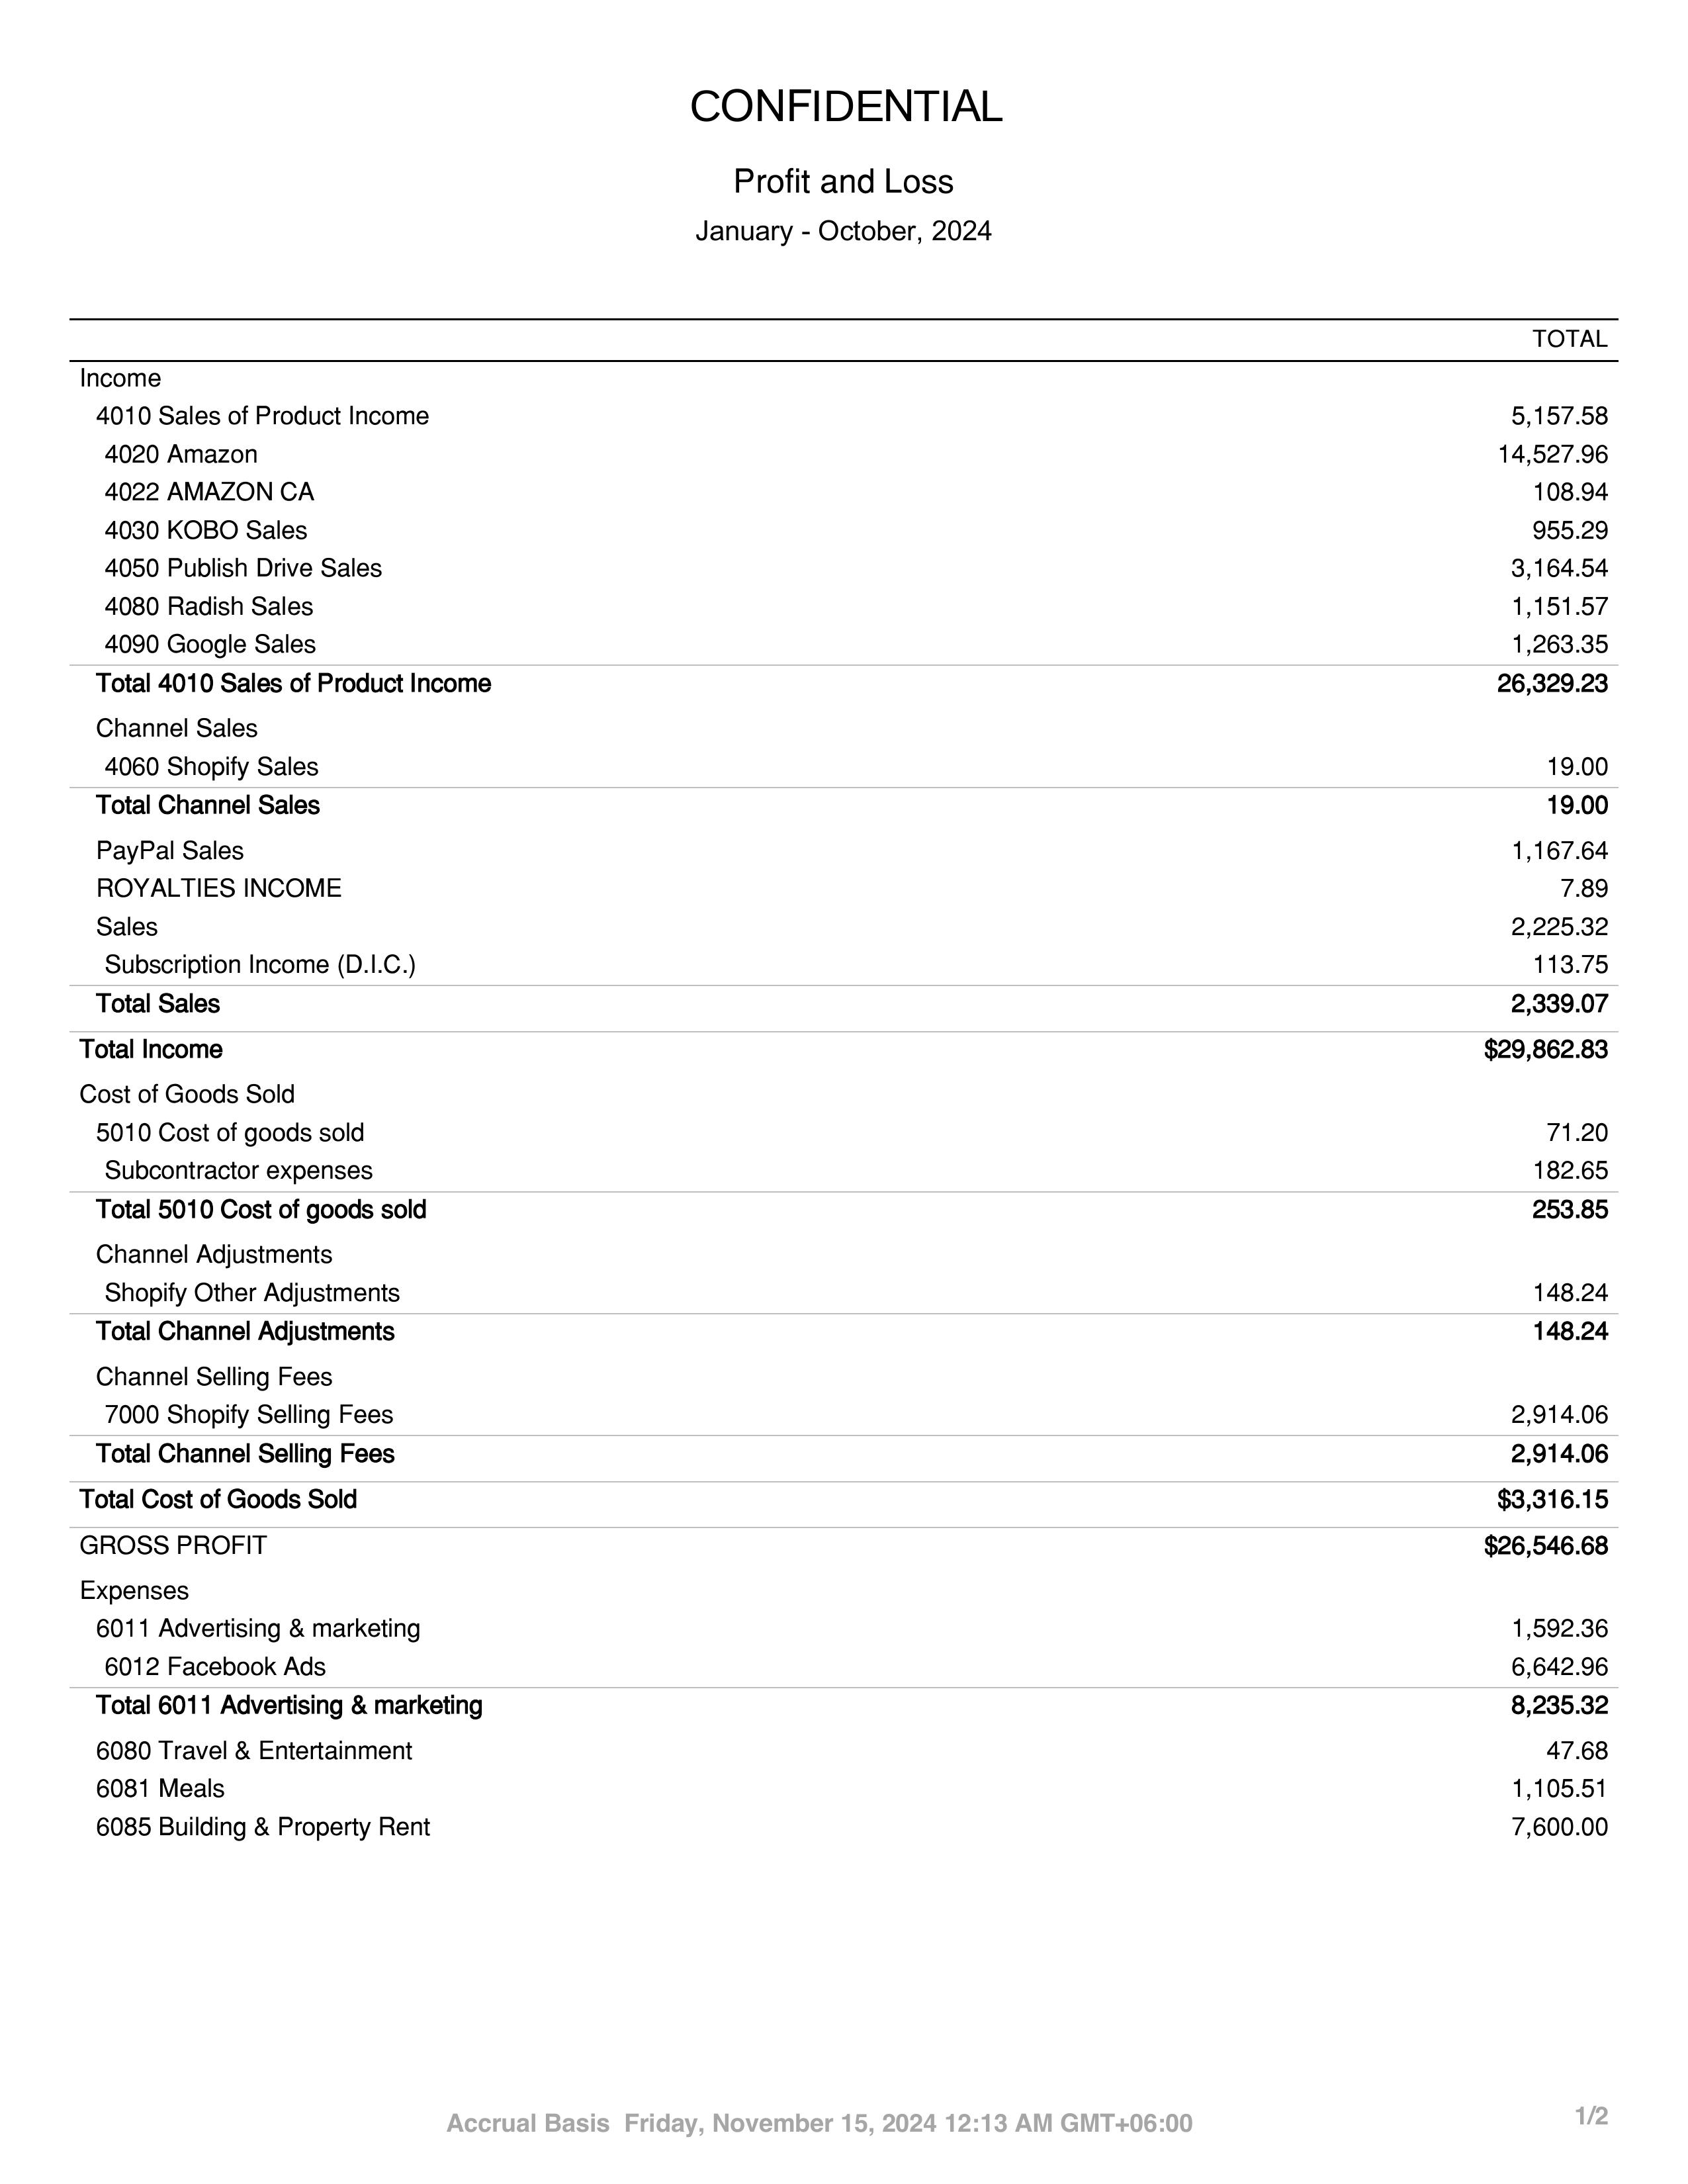 CONFIDENTIAL
Profit and Loss
January - October, 2024
TOTAL
Income
4010 Sales of Product Income 5,157.58
4020 Amazon 14,527.96
4022 AMAZON CA 108.94
4030 KOBO Sales 955.29
4050 Publish Drive Sales 3,164.54
4080 Radish Sales 1,151.57
4090 Google Sales 1,263.35
Total 4010 Sales of Product Income 26,329.23
Channel Sales
4060 Shopify Sales 19.00
Total Channel Sales 19.00
PayPal Sales 1,167.64
ROYALTIES INCOME 7.89
Sales 2,225.32
Subscription Income (D.I.C.) 113.75
Total Sales 2,339.07
Total Income $29,862.83
Cost of Goods Sold
5010 Cost of goods sold 71.20
Subcontractor expenses 182.65
Total 5010 Cost of goods sold 253.85
Channel Adjustments
Shopify Other Adjustments 148.24
Total Channel Adjustments 148.24
Channel Selling Fees
7000 Shopify Selling Fees 2,914.06
Total Channel Selling Fees 2,914.06
Total Cost of Goods Sold $3,316.15
GROSS PROFIT $26,546.68
Expenses
6011 Advertising & marketing 1,592.36
6012 Facebook Ads 6,642.96
Total 6011 Advertising & marketing 8,235.32
6080 Travel & Entertainment 47.68
6081 Meals 1,105.51
6085 Building & Property Rent 7,600.00
Accrual Basis Friday, November 15, 2024 12:13 AM GMT+06:00 1/2